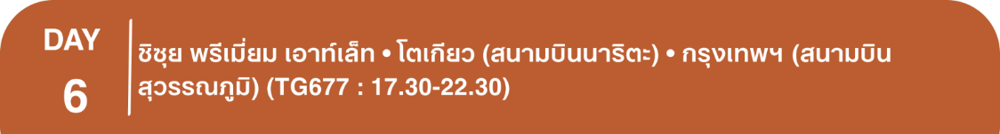 DAY
6
ชิซุย พรีเมี่ยม เอาท์เล็ท • โตเกียว (สนามบินนาริตะ) • กรุงเทพฯ (สนามบิน
สุวรรณภูมิ) (TG677 : 17.30-22.30)